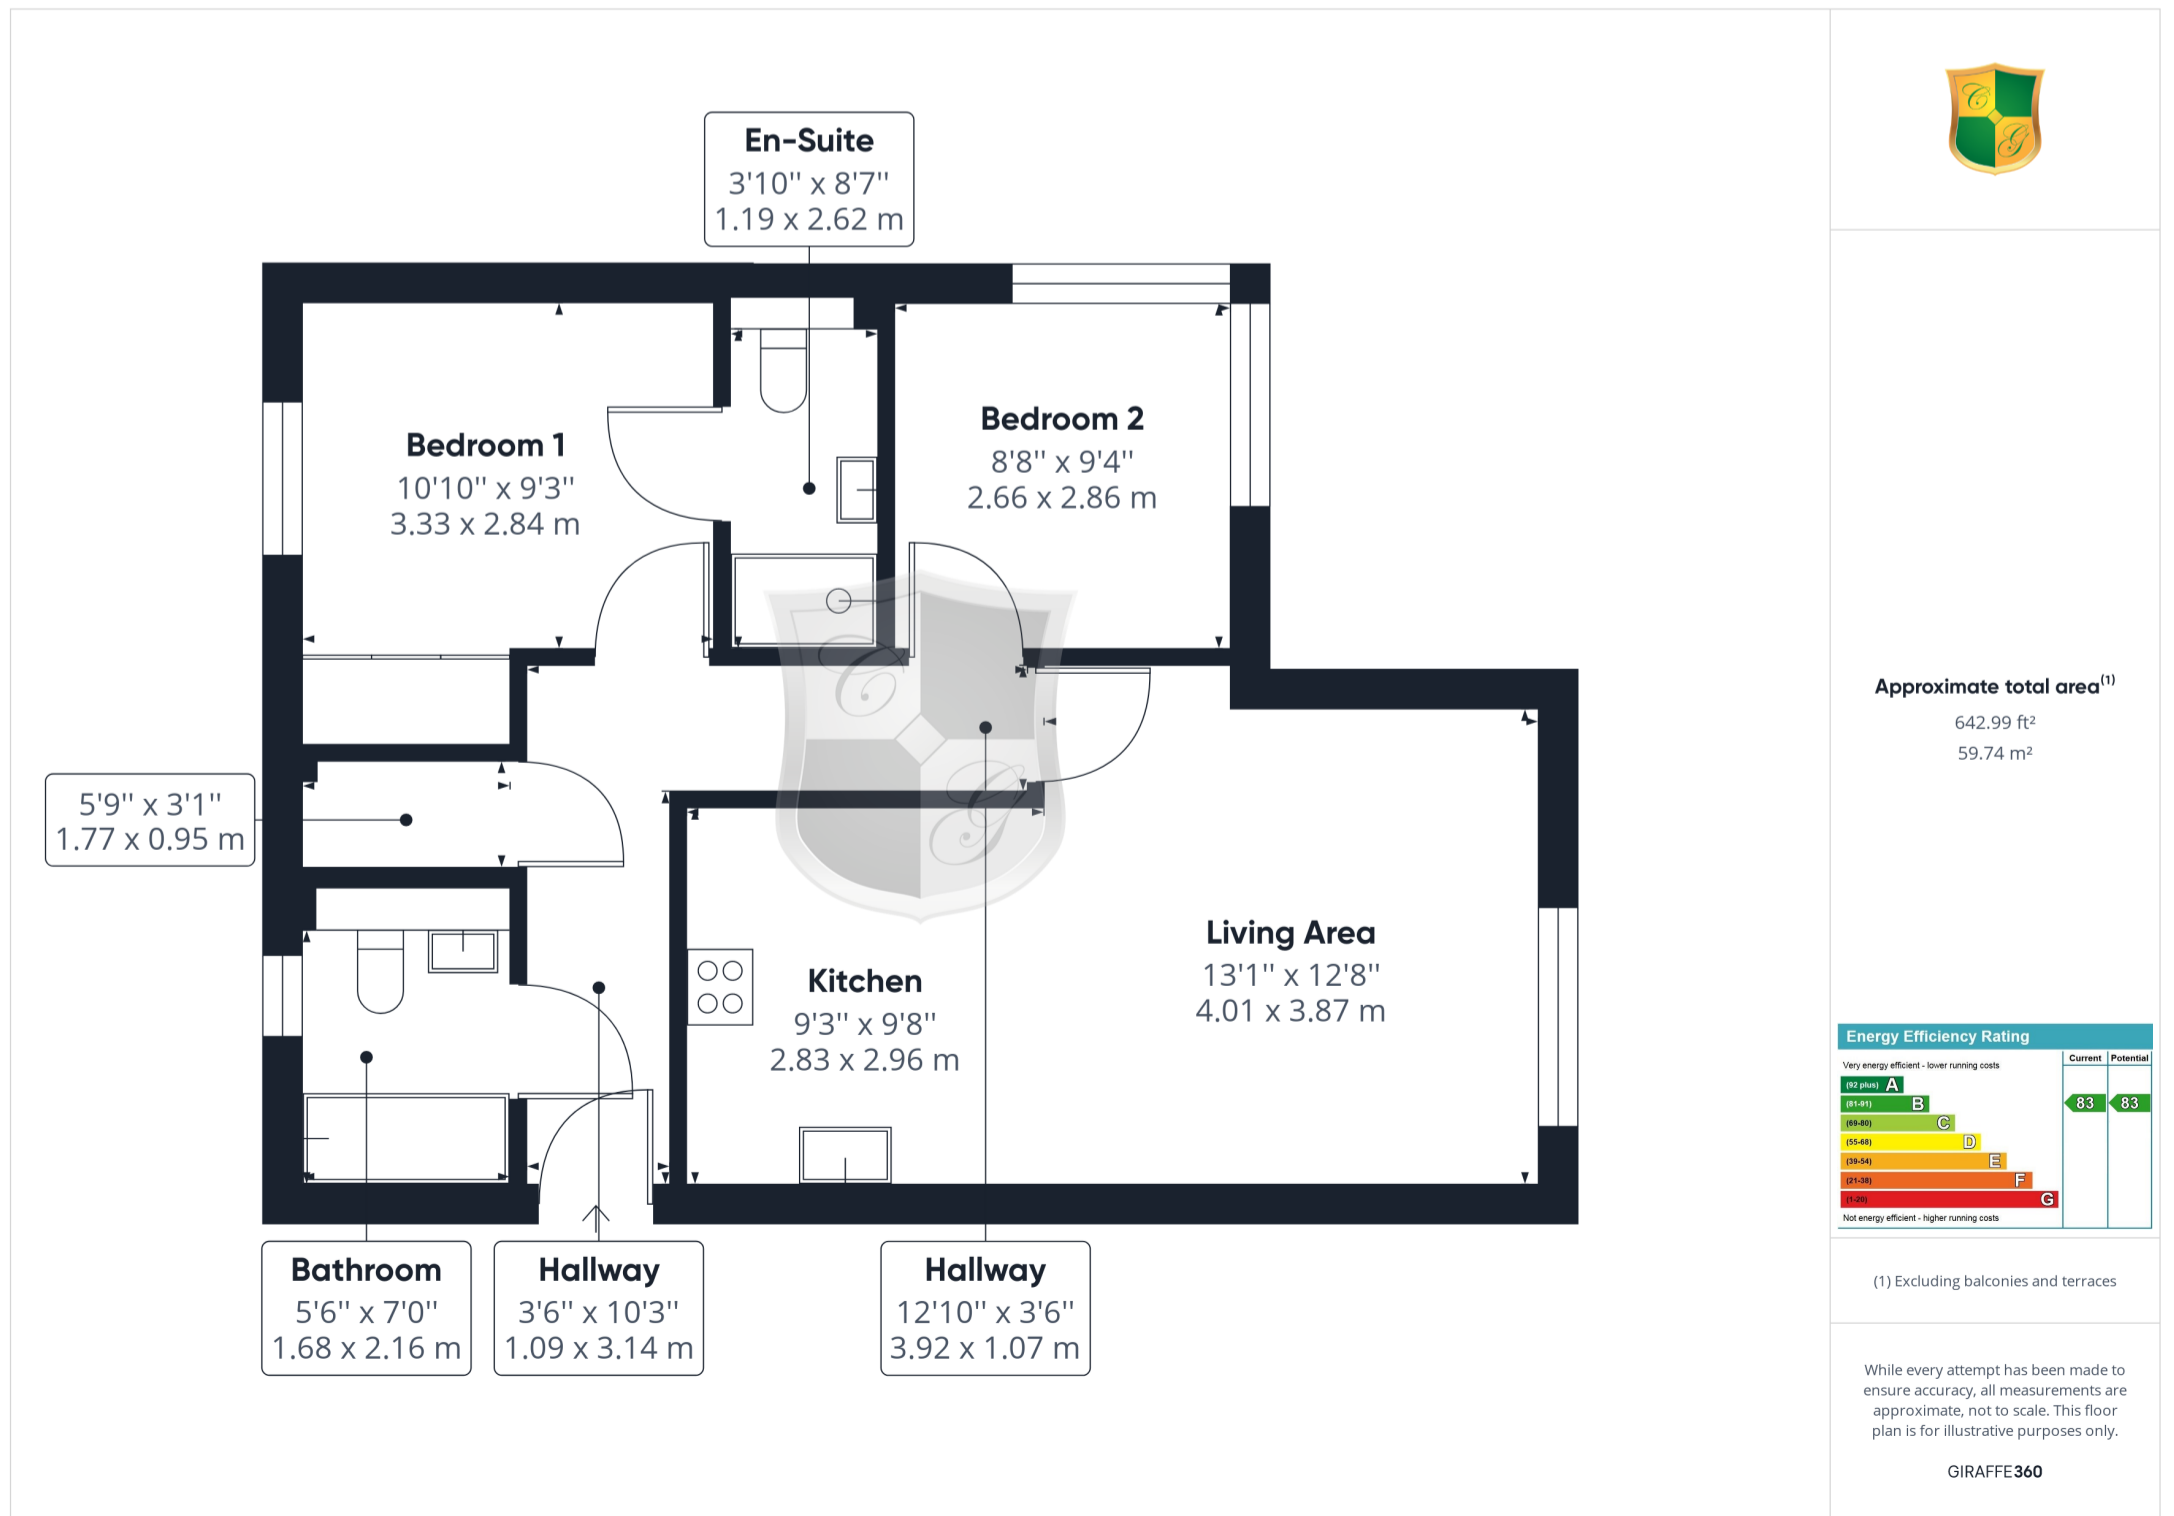 En-Suite
3'10'' x 8'7''
1.19 x 2.62 m
Bedroom 1
10'10'' x 9'3''
3.33 x 2.84 m
Bedroom 2
8'8'' x 9'4''
2.66 x 2.86 m
5'9'' x 3'1''
1.77 x 0.95 m
Kitchen
9'3'' x 9'8''
2.83 x 2.96 m
Living Area
13'1'' x 12'8''
4.01 x 3.87 m
Bathroom
5'6'' x 7'0''
1.68 x 2.16 m
Hallway
3'6'' x 10'3''
1.09 x 3.14 m
Hallway
12'10'' x 3'6''
3.92 x 1.07 m
C G
C G
Approximate total area(1)
642.99 ft²
59.74 m²
Energy Efficiency Rating
Current Potential
Very energy efficient - lower running costs
(92 plus) A
(81-91) B 83 83
(69-80) C
(55-68) D
(39-54) E
(21-38) F
(1-20) G
Not energy efficient - higher running costs
(1) Excluding balconies and terraces
While every attempt has been made to
ensure accuracy, all measurements are
approximate, not to scale. This floor
plan is for illustrative purposes only.
GIRAFFE360